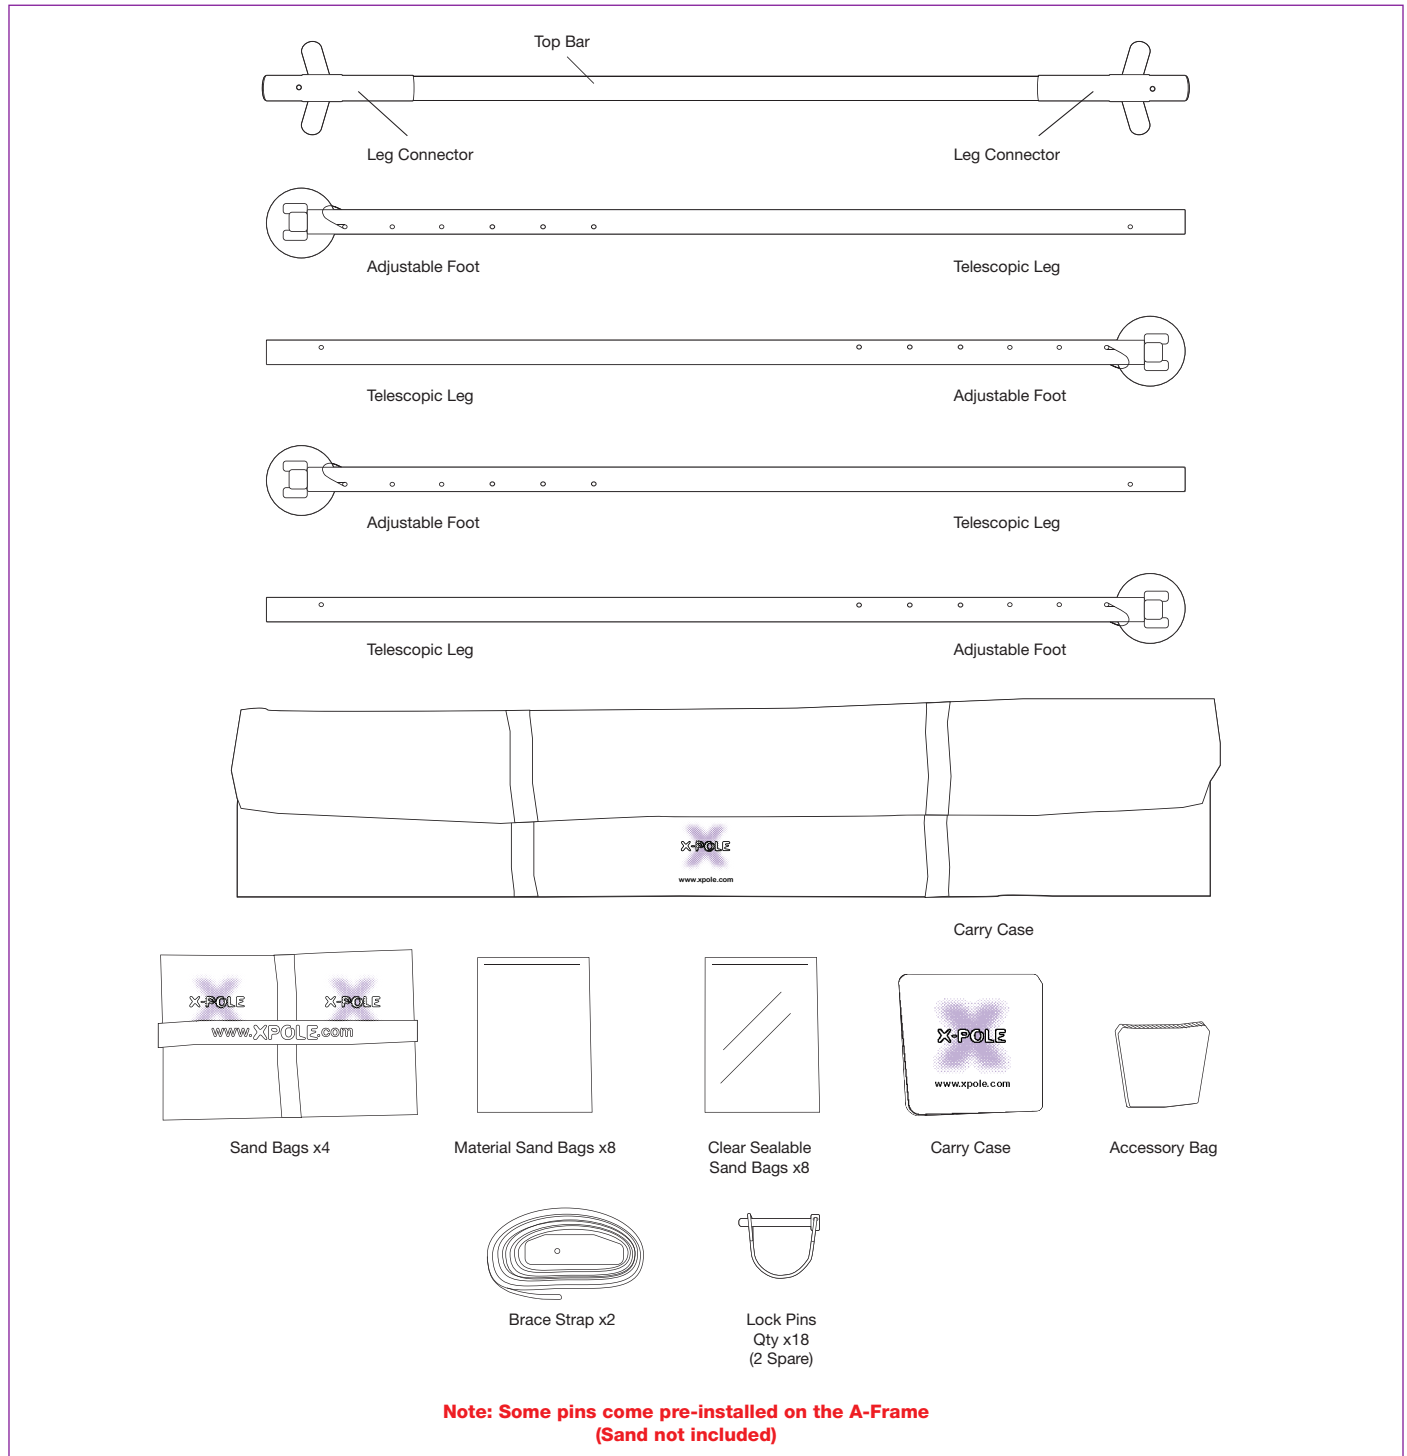 Top Bar
Leg Connector
Leg Connector
Adjustable Foot
Telescopic Leg
Telescopic Leg
Adjustable Foot
Adjustable Foot
Telescopic Leg
Telescopic Leg
Adjustable Foot
X-POLE
www.xpole.com
Carry Case
X-POLE
X-POLE
www.XPOLE.com
X-POLE
www.xpole.com
Sand Bags x4
Material Sand Bags x8
Clear Sealable
Sand Bags x8
Carry Case
Accessory Bag
Brace Strap x2
Lock Pins
Qty x18
(2 Spare)
Note: Some pins come pre-installed on the A-Frame
(Sand not included)